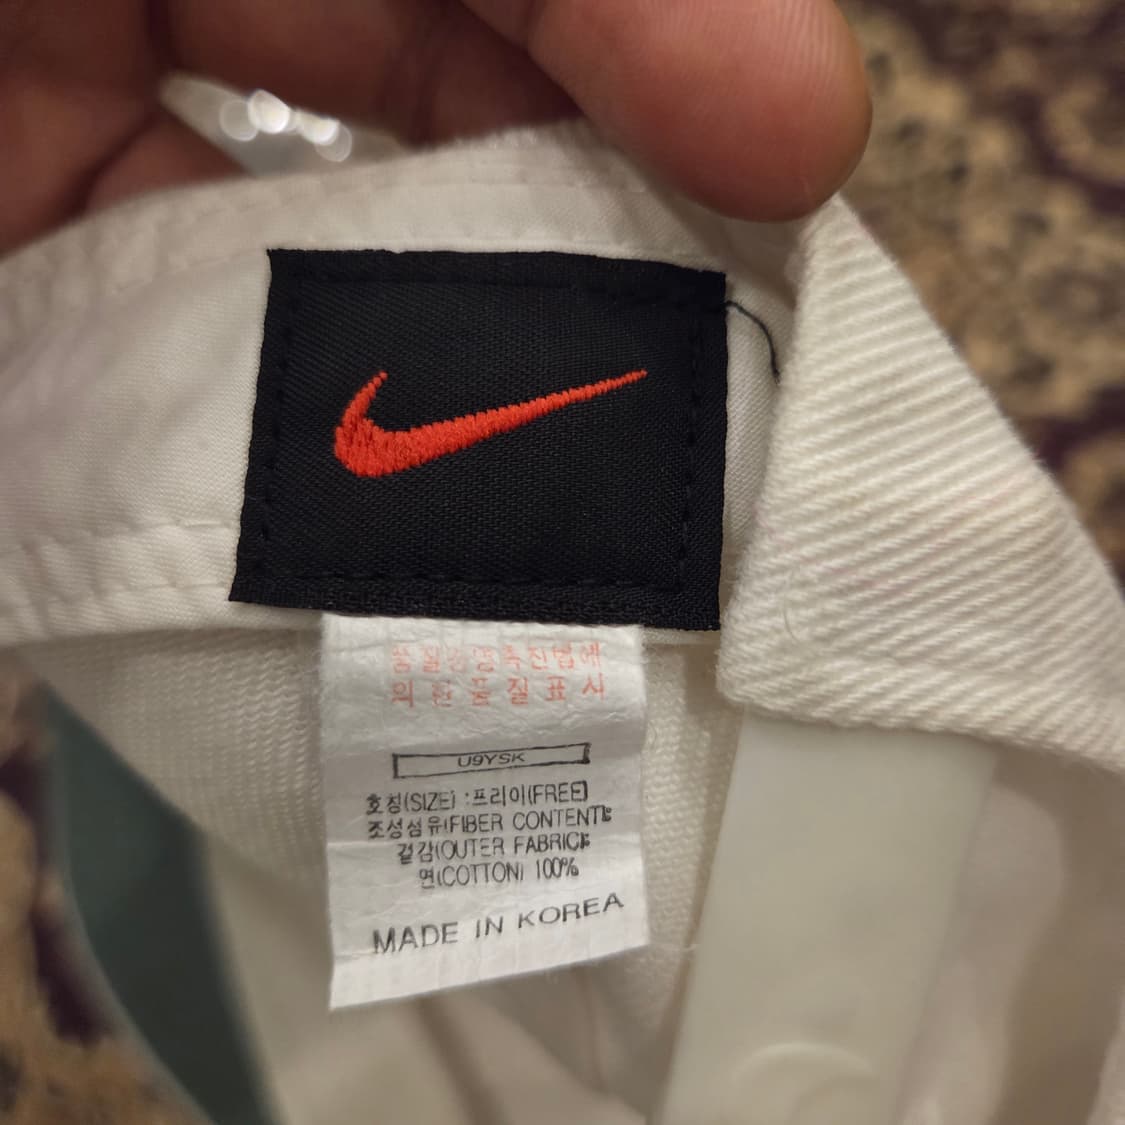 품질경영촉진법에
의한품질표시
U9YSK
호칭(SIZE) :프리이(FREE)
조성섬유(FIBER CONTENT)
겉감(OUTER FABRIC)
면(COTTON) 100%
MADE IN KOREA